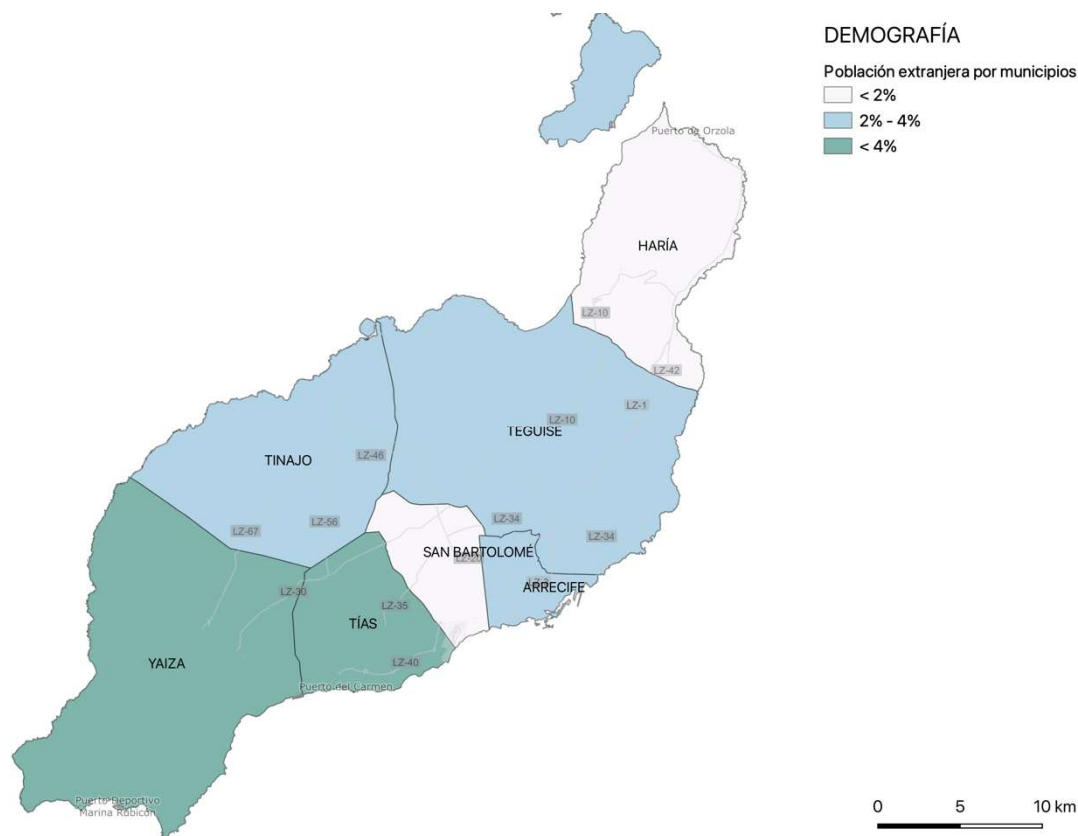 DEMOGRAFÍA
Población extranjera por municipios
< 2%
2% - 4%
< 4%
Puerto de Orzola
HARÍA
LZ-10
LZ-42
LZ-1
LZ-10
TEGUISE
LZ-46
TINAJO
LZ-67
LZ-56
LZ-34
LZ-34
SAN BARTOLOMÉ
LZ-20
ARRECIFE
LZ-30
LZ-35
TÍAS
YAIZA
LZ-40
Puerto del Carmen
Puerto Deportivo
Marina Rubicón
0 5 10 km